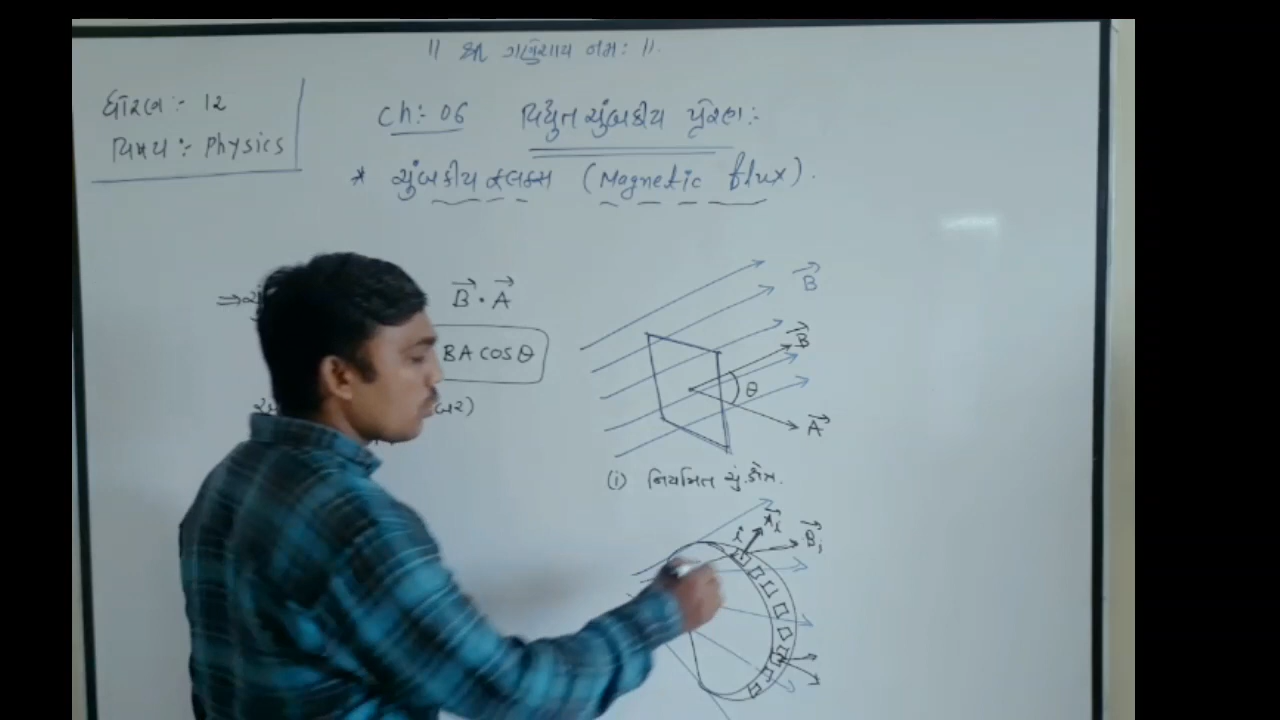 || શ્રી ગણેશાય નમઃ ||
ધોરણ :- 12
વિષય :- Physics
Ch:- 06 વિદ્યુત ચુંબકીય પ્રેરણ :-
* ચુંબકીય ફ્લક્સ (Magnetic flux).
⇒
B⃗ · A⃗
BA cos θ
B⃗
B⃗
θ
A⃗
(i) નિયમિત ચું.ક્ષેત્ર.
i
A⃗i
B⃗i